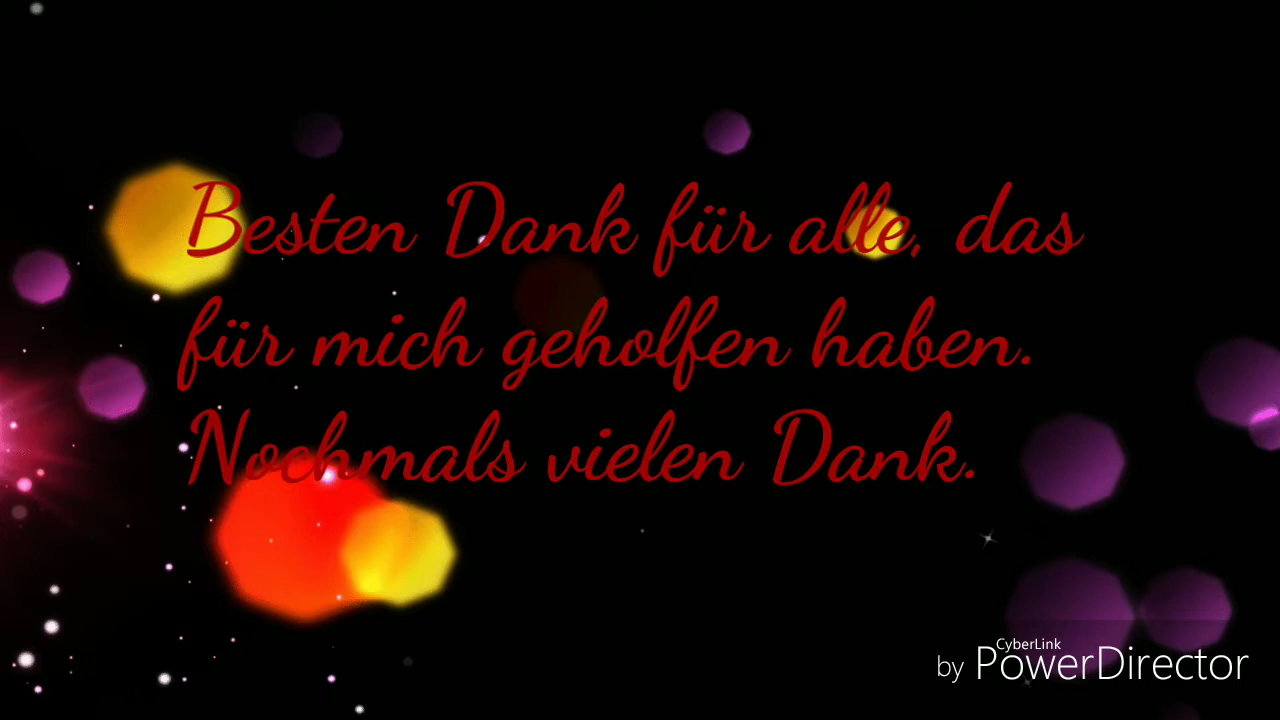 Besten Dank für alle, das
für mich geholfen haben.
Nochmals vielen Dank.
CyberLink
by PowerDirector